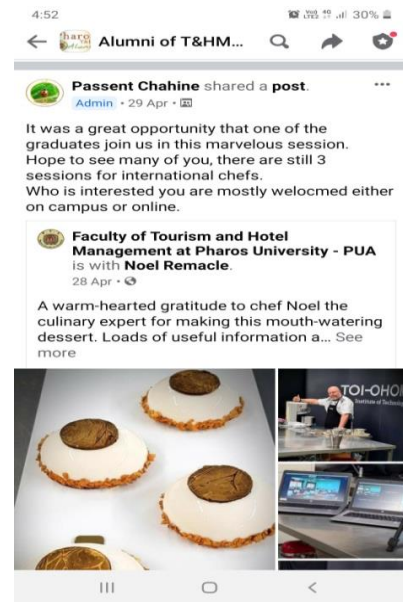 4:52
30%
Alumni of T&HM...
Passent Chahine shared a post.
Admin • 29 Apr •
It was a great opportunity that one of the
graduates join us in this marvelous session.
Hope to see many of you, there are still 3
sessions for international chefs.
Who is interested you are mostly welocmed either
on campus or online.
Faculty of Tourism and Hotel
Management at Pharos University - PUA
is with Noel Remacle.
28 Apr •
A warm-hearted gratitude to chef Noel the
culinary expert for making this mouth-watering
dessert. Loads of useful information a... See
more
TOI-OHOI
Institute of Technology